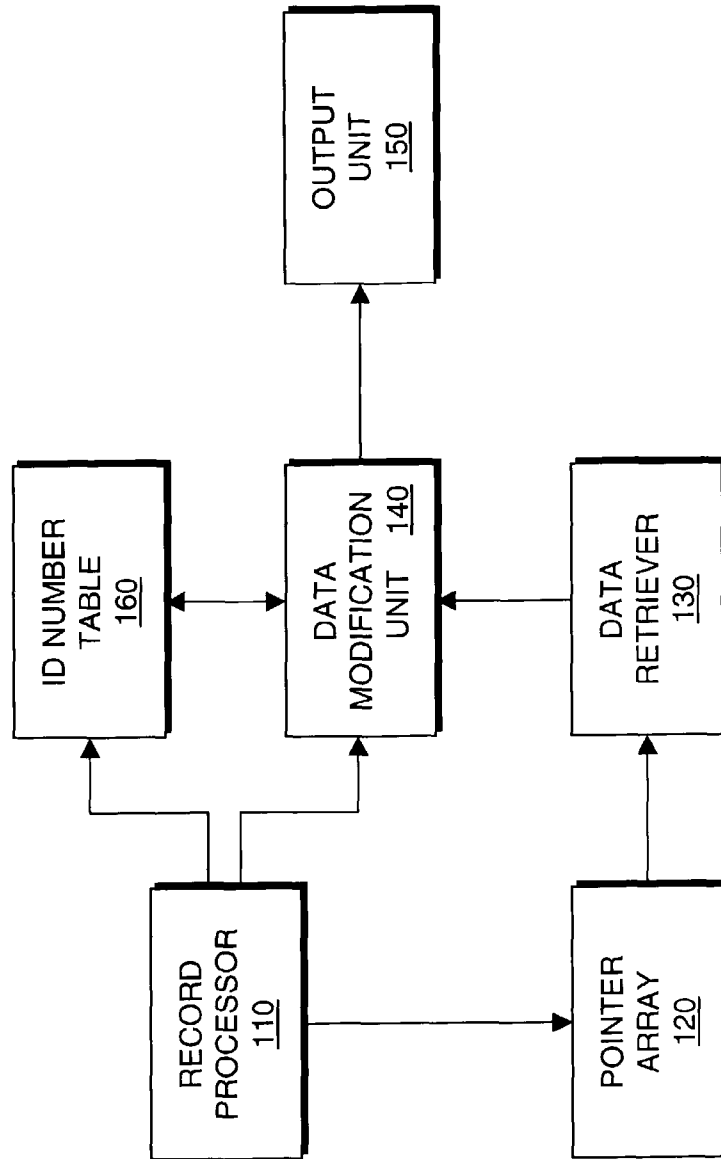 RECORD
PROCESSOR
110
ID NUMBER
TABLE
160
DATA
MODIFICATION
UNIT
140
OUTPUT
UNIT
150
POINTER
ARRAY
120
DATA
RETRIEVER
130